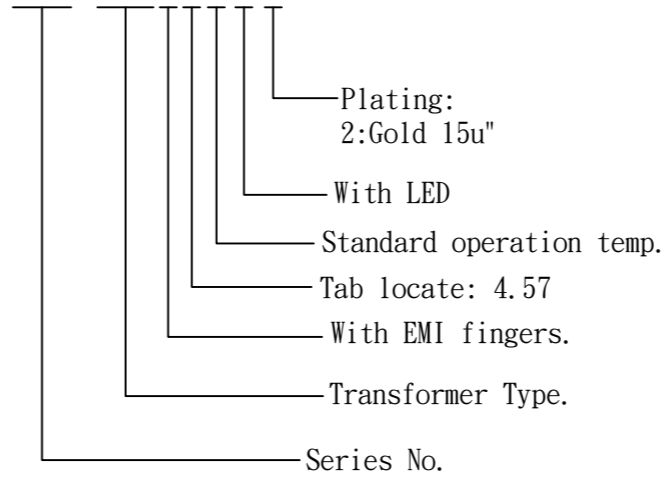 Plating:
2:Gold 15u"
With LED
Standard operation temp.
Tab locate: 4.57
With EMI fingers.
Transformer Type.
Series No.